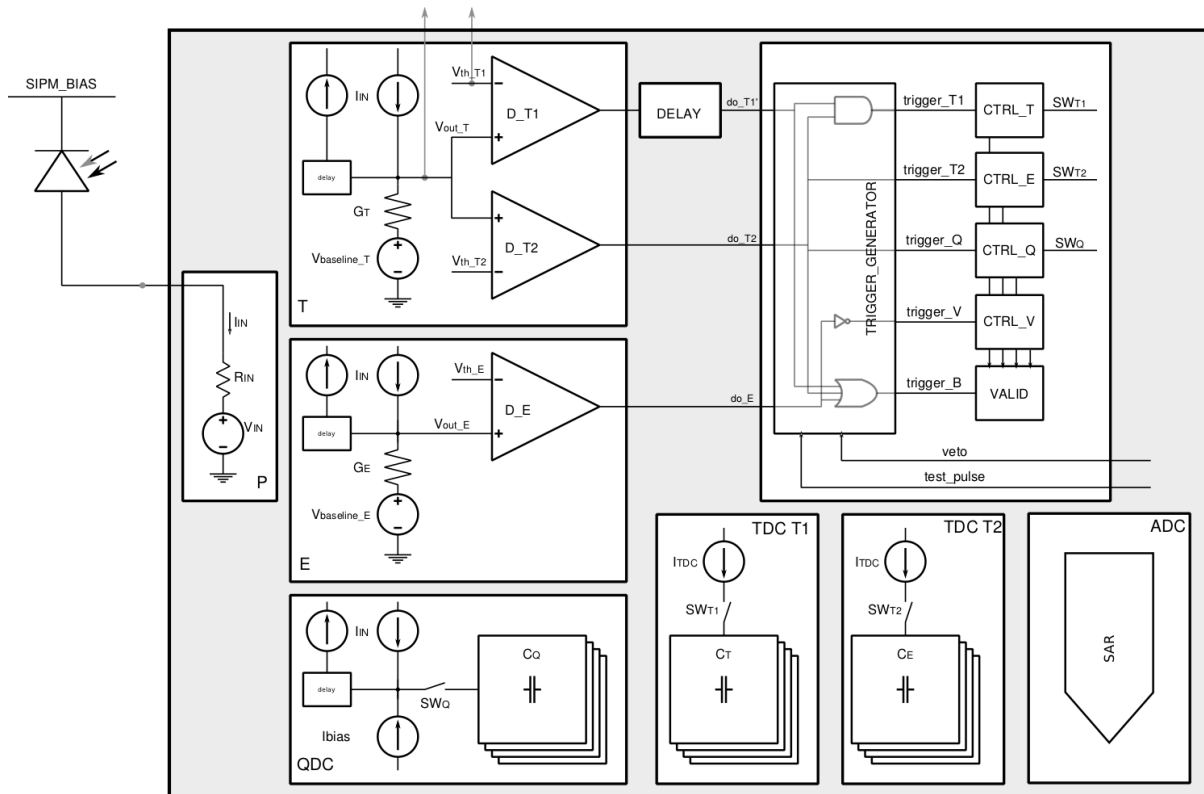 SIPM_BIAS
IIN
RIN
VIN
P
IIN
delay
GT
Vbaseline_T
Vth_T1
Vout_T
Vth_T2
D_T1
D_T2
T
DELAY
do_T1'
do_T2
do_E
IIN
delay
GE
Vbaseline_E
Vth_E
Vout_E
D_E
E
IIN
delay
Ibias
SWQ
CQ
QDC
TRIGGER_GENERATOR
trigger_T1
trigger_T2
trigger_Q
trigger_V
trigger_B
CTRL_T
CTRL_E
CTRL_Q
CTRL_V
VALID
SWT1
SWT2
SWQ
veto
test_pulse
TDC T1
ITDC
SWT1
CT
TDC T2
ITDC
SWT2
CE
ADC
SAR